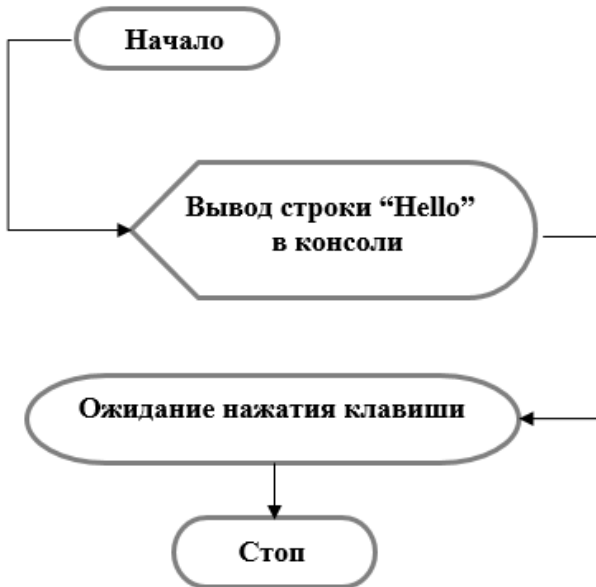 Начало
Вывод строки “Hello”
в консоли
Ожидание нажатия клавиши
Стоп